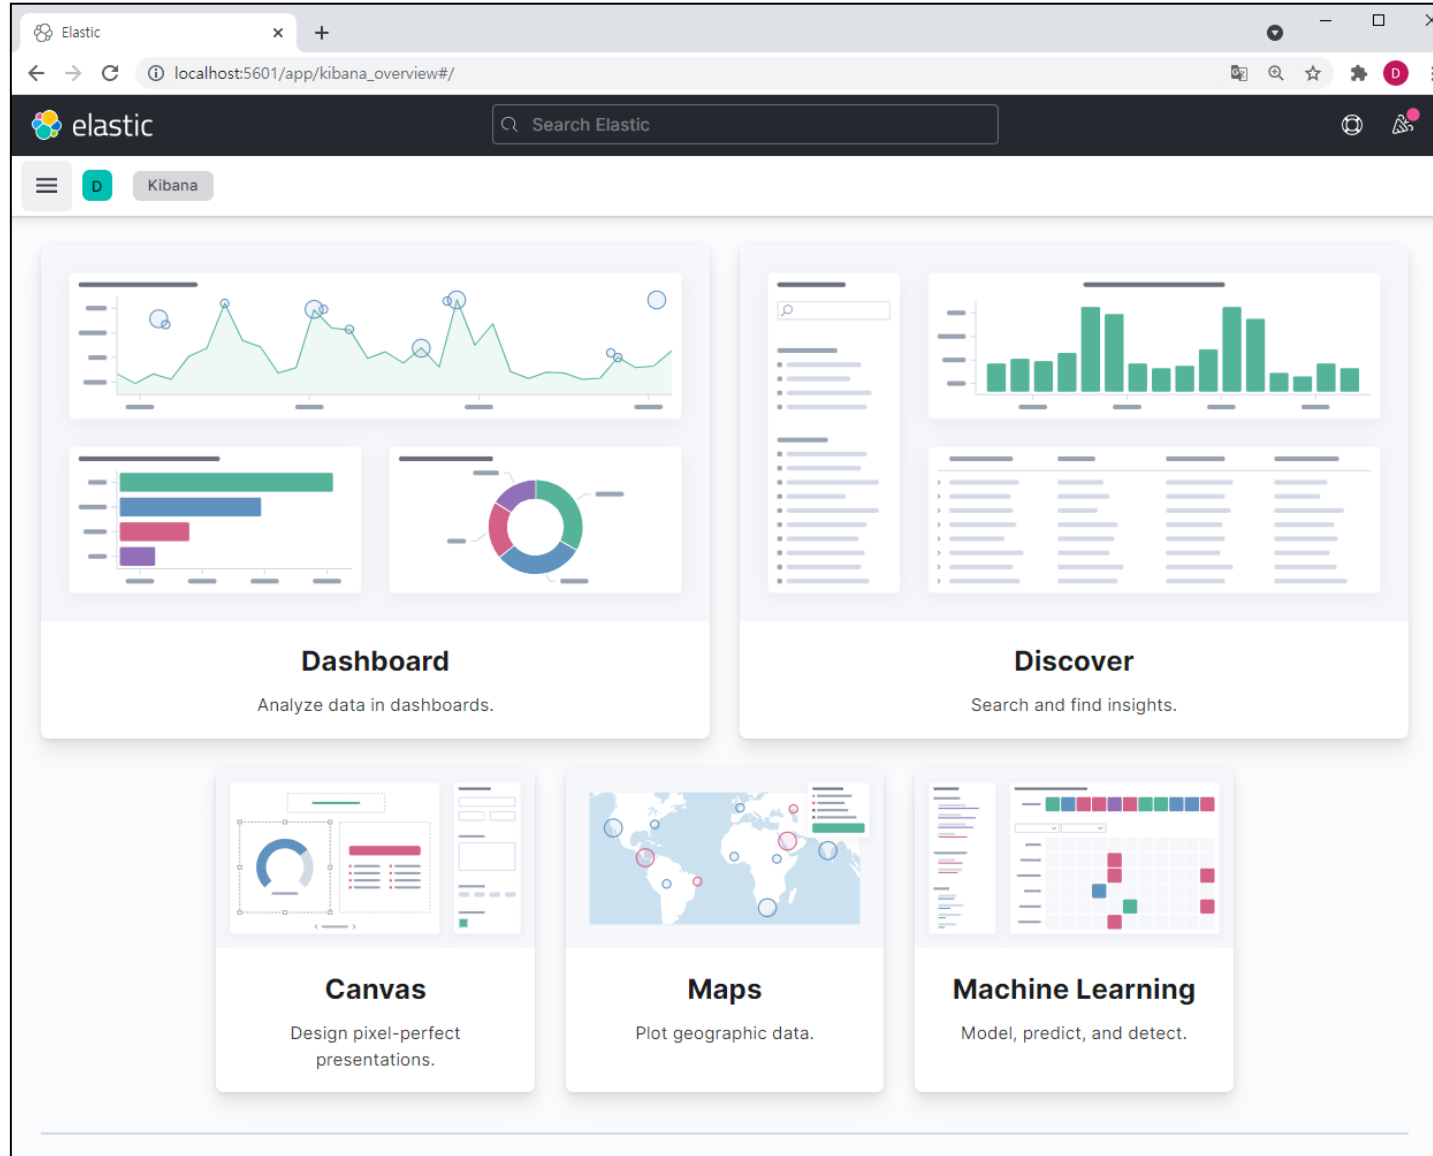 Elastic
localhost:5601/app/kibana_overview#/
D
elastic
Search Elastic
D
Kibana
Dashboard
Analyze data in dashboards.
Discover
Search and find insights.
Canvas
Design pixel-perfect
presentations.
Maps
Plot geographic data.
Machine Learning
Model, predict, and detect.